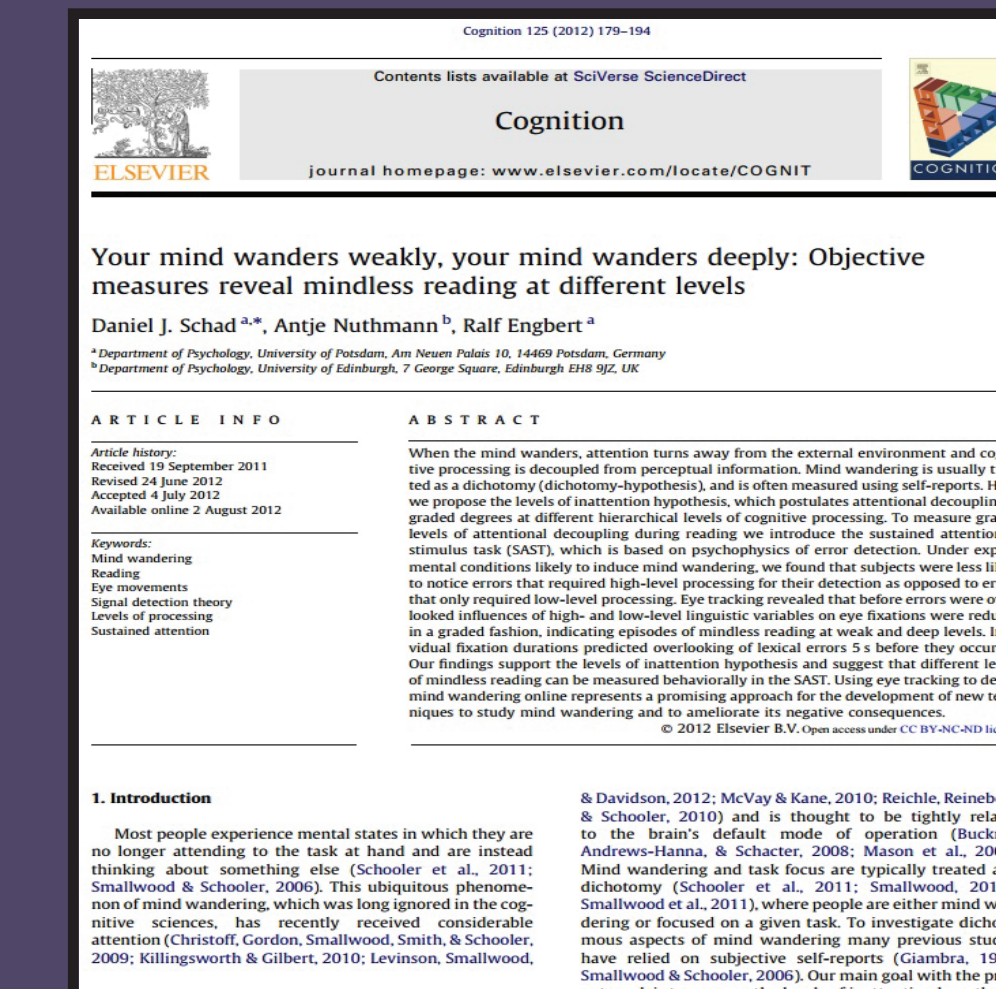 Cognition 125 (2012) 179–194
Contents lists available at SciVerse ScienceDirect
Cognition
journal homepage: www.elsevier.com/locate/COGNIT
ELSEVIER
Your mind wanders weakly, your mind wanders deeply: Objective
measures reveal mindless reading at different levels
Daniel J. Schad a,*, Antje Nuthmann b, Ralf Engbert a
a Department of Psychology, University of Potsdam, Am Neuen Palais 10, 14469 Potsdam, Germany
b Department of Psychology, University of Edinburgh, 7 George Square, Edinburgh EH8 9JZ, UK
ARTICLE INFO
Article history:
Received 19 September 2011
Revised 24 June 2012
Accepted 4 July 2012
Available online 2 August 2012
Keywords:
Mind wandering
Reading
Eye movements
Signal detection theory
Levels of processing
Sustained attention
ABSTRACT
When the mind wanders, attention turns away from the external environment and
tive processing is decoupled from perceptual information. Mind wandering is usually
ted as a dichotomy (dichotomy-hypothesis), and is often measured using self-reports.
we propose the levels of inattention hypothesis, which postulates attentional
graded degrees at different hierarchical levels of cognitive processing. To measure
levels of attentional decoupling during reading we introduce the sustained
stimulus task (SAST), which is based on psychophysics of error detection. Under
mental conditions likely to induce mind wandering, we found that subjects were less
to notice errors that required high-level processing for their detection as opposed to
that only required low-level processing. Eye tracking revealed that before errors were
looked influences of high- and low-level linguistic variables on eye fixations were
in a graded fashion, indicating episodes of mindless reading at weak and deep levels.
vidual fixation durations predicted overlooking of lexical errors 5 s before they
Our findings support the levels of inattention hypothesis and suggest that different
of mindless reading can be measured behaviorally in the SAST. Using eye tracking to
mind wandering online represents a promising approach for the development of new
niques to study mind wandering and to ameliorate its negative consequences.
© 2012 Elsevier B.V. Open access under CC BY-NC-ND
1. Introduction
Most people experience mental states in which they are
no longer attending to the task at hand and are instead
thinking about something else (Schooler et al., 2011;
Smallwood & Schooler, 2006). This ubiquitous phenome-
non of mind wandering, which was long ignored in the cog-
nitive sciences, has recently received considerable
attention (Christoff, Gordon, Smallwood, Smith, & Schooler,
2009; Killingsworth & Gilbert, 2010; Levinson, Smallwood,
& Davidson, 2012; McVay & Kane, 2010; Reichle,
& Schooler, 2010) and is thought to be tightly
to the brain's default mode of operation
Andrews-Hanna, & Schacter, 2008; Mason et al.,
Mind wandering and task focus are typically treated
dichotomy (Schooler et al., 2011; Smallwood,
Smallwood et al., 2011), where people are either mind
dering or focused on a given task. To investigate
mous aspects of mind wandering many previous
have relied on subjective self-reports (Giambra,
Smallwood & Schooler, 2006). Our main goal with the